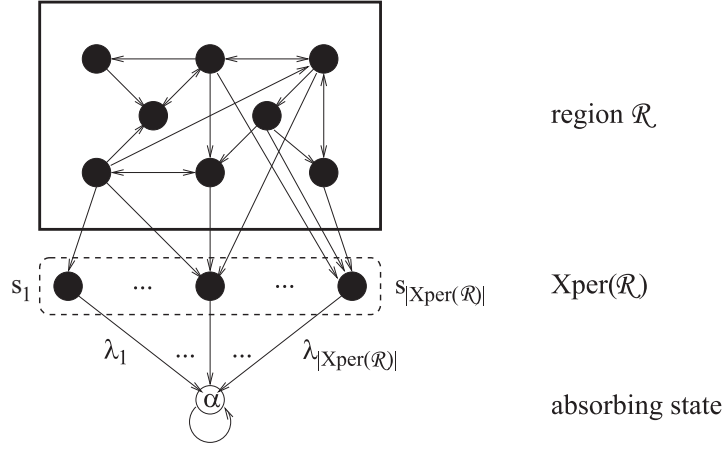 region ℛ
s₁ ... ... s|Xper(ℛ)| Xper(ℛ)
λ₁ ... ... λ|Xper(ℛ)|
α absorbing state